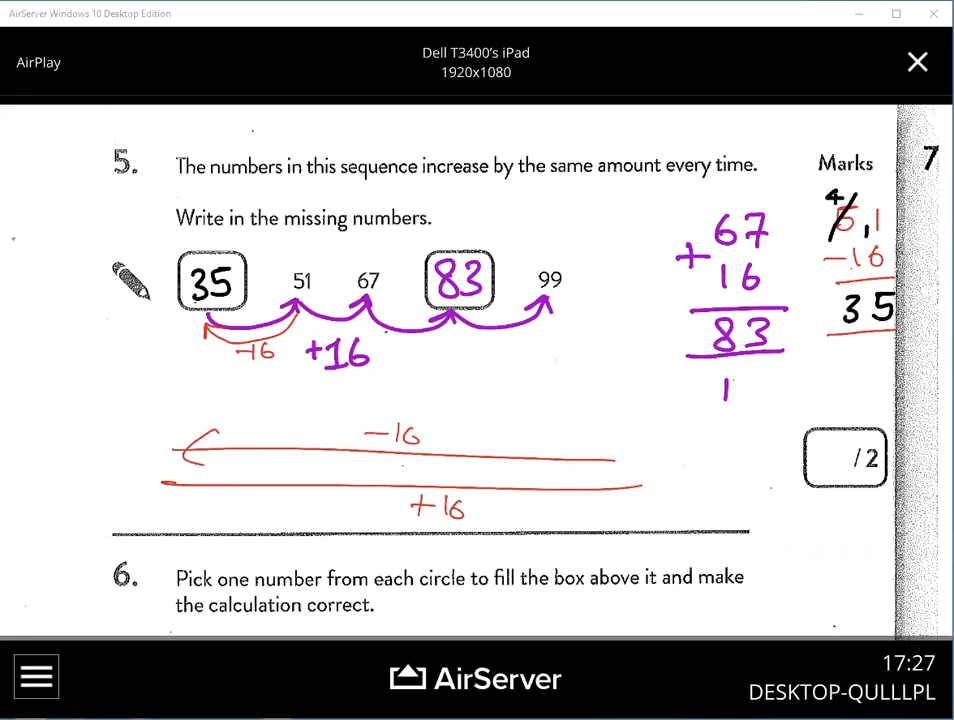 AirServer Windows 10 Desktop Edition
AirPlay
Dell T3400's iPad
1920x1080
5. The numbers in this sequence increase by the same amount every time.
Marks
7
Write in the missing numbers.
35 51 67 83 99
-16
+16
67
+16
83
1
4
5,1
-16
35
-16
+16
/2
6. Pick one number from each circle to fill the box above it and make
the calculation correct.
AirServer
17:27
DESKTOP-QULLLPL